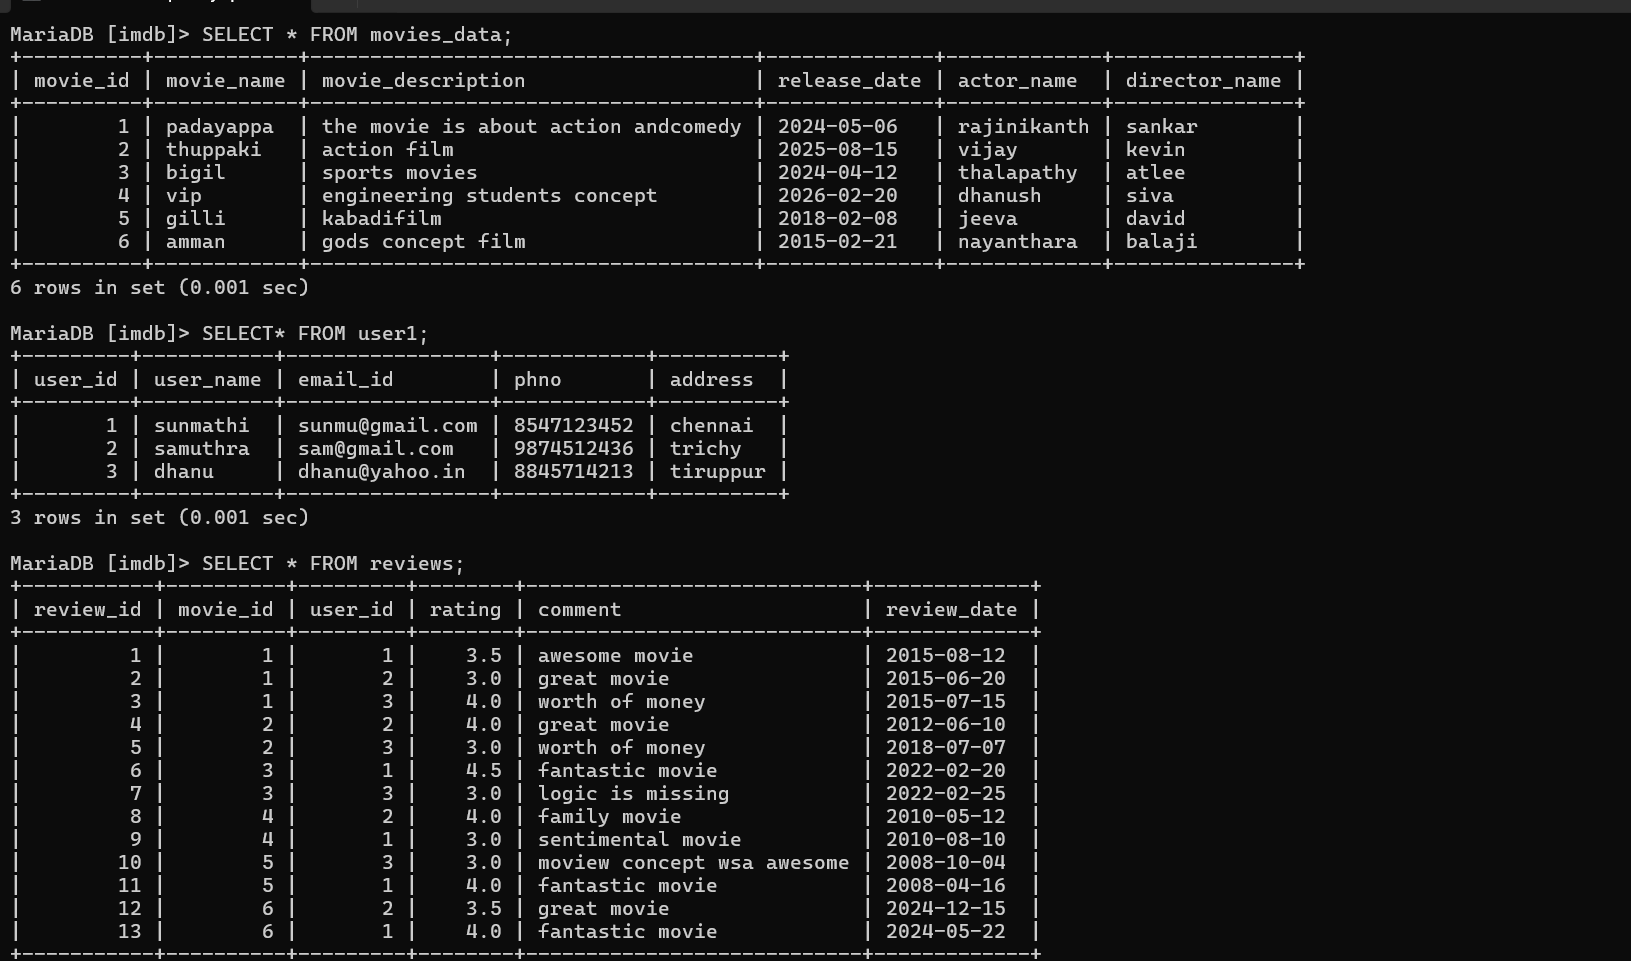 MariaDB [imdb]> SELECT * FROM movies_data;
+----------+------------+-------------------------------------+--------------+-------------+---------------+
| movie_id | movie_name | movie_description                   | release_date | actor_name  | director_name |
+----------+------------+-------------------------------------+--------------+-------------+---------------+
|        1 | padayappa  | the movie is about action andcomedy | 2024-05-06   | rajinikanth | sankar        |
|        2 | thuppaki   | action film                         | 2025-08-15   | vijay       | kevin         |
|        3 | bigil      | sports movies                       | 2024-04-12   | thalapathy  | atlee         |
|        4 | vip        | engineering students concept        | 2026-02-20   | dhanush     | siva          |
|        5 | gilli      | kabadifilm                          | 2018-02-08   | jeeva       | david         |
|        6 | amman      | gods concept film                   | 2015-02-21   | nayanthara  | balaji        |
+----------+------------+-------------------------------------+--------------+-------------+---------------+
6 rows in set (0.001 sec)

MariaDB [imdb]> SELECT* FROM user1;
+---------+-----------+-----------------+------------+----------+
| user_id | user_name | email_id        | phno       | address  |
+---------+-----------+-----------------+------------+----------+
|       1 | sunmathi  | sunmu@gmail.com | 8547123452 | chennai  |
|       2 | samuthra  | sam@gmail.com   | 9874512436 | trichy   |
|       3 | dhanu     | dhanu@yahoo.in  | 8845714213 | tiruppur |
+---------+-----------+-----------------+------------+----------+
3 rows in set (0.001 sec)

MariaDB [imdb]> SELECT * FROM reviews;
+-----------+----------+---------+--------+----------------------------+-------------+
| review_id | movie_id | user_id | rating | comment                    | review_date |
+-----------+----------+---------+--------+----------------------------+-------------+
|         1 |        1 |       1 |    3.5 | awesome movie              | 2015-08-12  |
|         2 |        1 |       2 |    3.0 | great movie                | 2015-06-20  |
|         3 |        1 |       3 |    4.0 | worth of money             | 2015-07-15  |
|         4 |        2 |       2 |    4.0 | great movie                | 2012-06-10  |
|         5 |        2 |       3 |    3.0 | worth of money             | 2018-07-07  |
|         6 |        3 |       1 |    4.5 | fantastic movie            | 2022-02-20  |
|         7 |        3 |       3 |    3.0 | logic is missing           | 2022-02-25  |
|         8 |        4 |       2 |    4.0 | family movie               | 2010-05-12  |
|         9 |        4 |       1 |    3.0 | sentimental movie          | 2010-08-10  |
|        10 |        5 |       3 |    3.0 | moview concept wsa awesome | 2008-10-04  |
|        11 |        5 |       1 |    4.0 | fantastic movie            | 2008-04-16  |
|        12 |        6 |       2 |    3.5 | great movie                | 2024-12-15  |
|        13 |        6 |       1 |    4.0 | fantastic movie            | 2024-05-22  |
+-----------+----------+---------+--------+----------------------------+-------------+